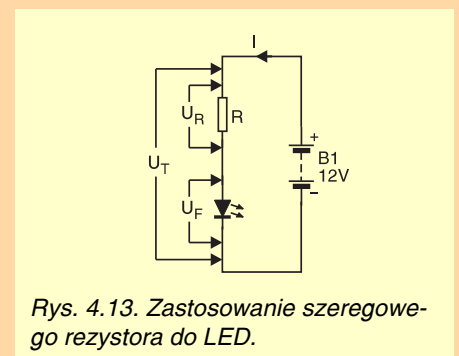 I
U_R
R
U_T
U_F
+
B1
12V
–
Rys. 4.13. Zastosowanie szeregowe-
go rezystora do LED.